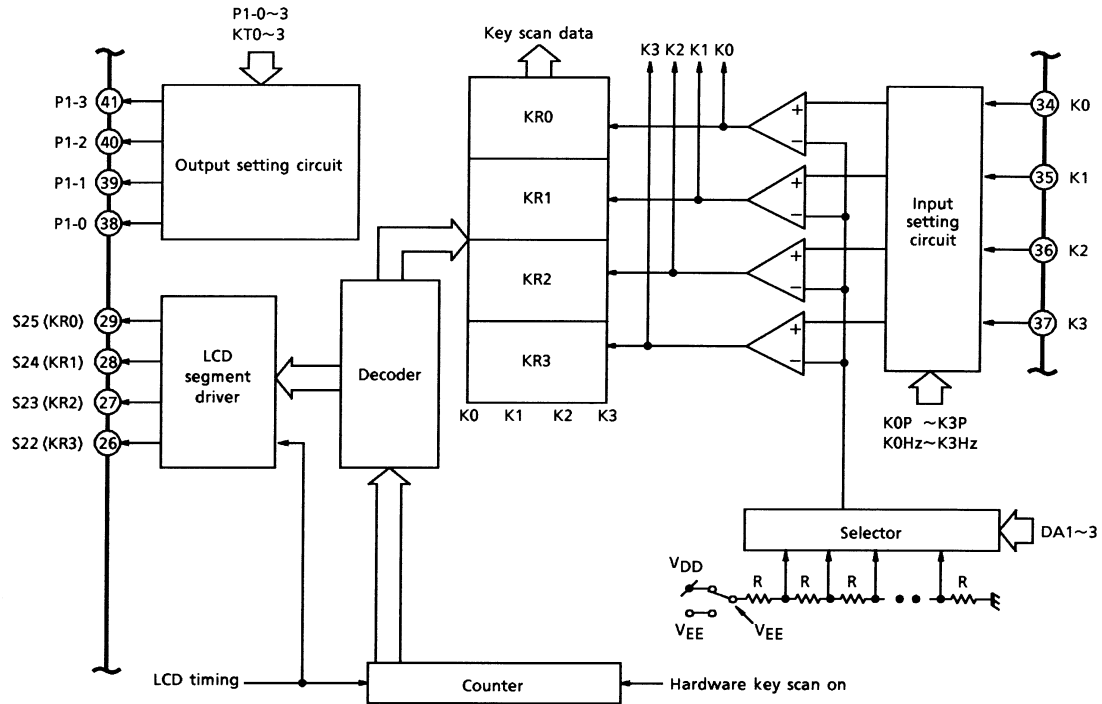 P1-0~3
KT0~3
P1-3 41
P1-2 40
P1-1 39
P1-0 38
Output setting circuit
S25 (KR0) 29
S24 (KR1) 28
S23 (KR2) 27
S22 (KR3) 26
LCD
segment
driver
Decoder
Key scan data
KR0
KR1
KR2
KR3
K0 K1 K2 K3
K3 K2 K1 K0
+
−
+
−
+
−
+
−
Input
setting
circuit
34 K0
35 K1
36 K2
37 K3
K0P ~K3P
K0Hz~K3Hz
Selector
DA1~3
VDD
R R R R
VEE VEE
LCD timing
Counter
Hardware key scan on